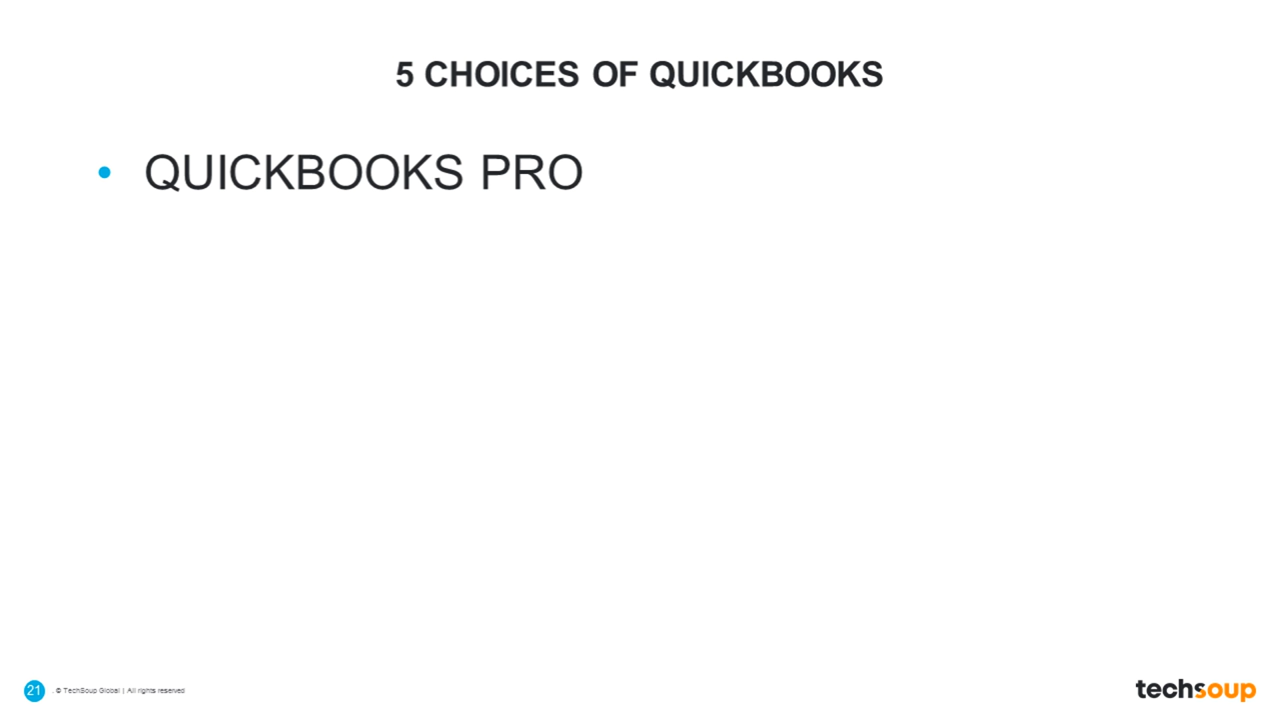 5 CHOICES OF QUICKBOOKS
• QUICKBOOKS PRO
21 . © TechSoup Global | All rights reserved
techsoup